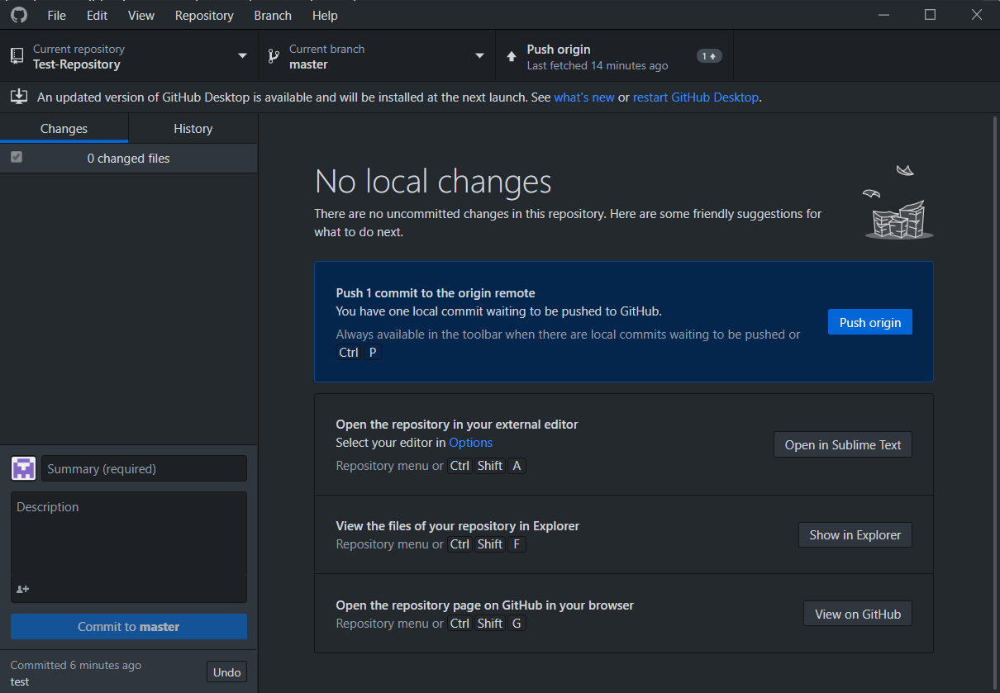 File Edit View Repository Branch Help
Current repository
Test-Repository
Current branch
master
Push origin
Last fetched 14 minutes ago
1
An updated version of GitHub Desktop is available and will be installed at the next launch. See what's new or restart GitHub Desktop.
Changes
History
0 changed files
No local changes
There are no uncommitted changes in this repository. Here are some friendly suggestions for
what to do next.
Push 1 commit to the origin remote
You have one local commit waiting to be pushed to GitHub.
Always available in the toolbar when there are local commits waiting to be pushed or
Ctrl P
Push origin
Open the repository in your external editor
Select your editor in Options
Repository menu or Ctrl Shift A
Open in Sublime Text
View the files of your repository in Explorer
Repository menu or Ctrl Shift F
Show in Explorer
Open the repository page on GitHub in your browser
Repository menu or Ctrl Shift G
View on GitHub
Summary (required)
Description
Commit to master
Committed 6 minutes ago
test
Undo